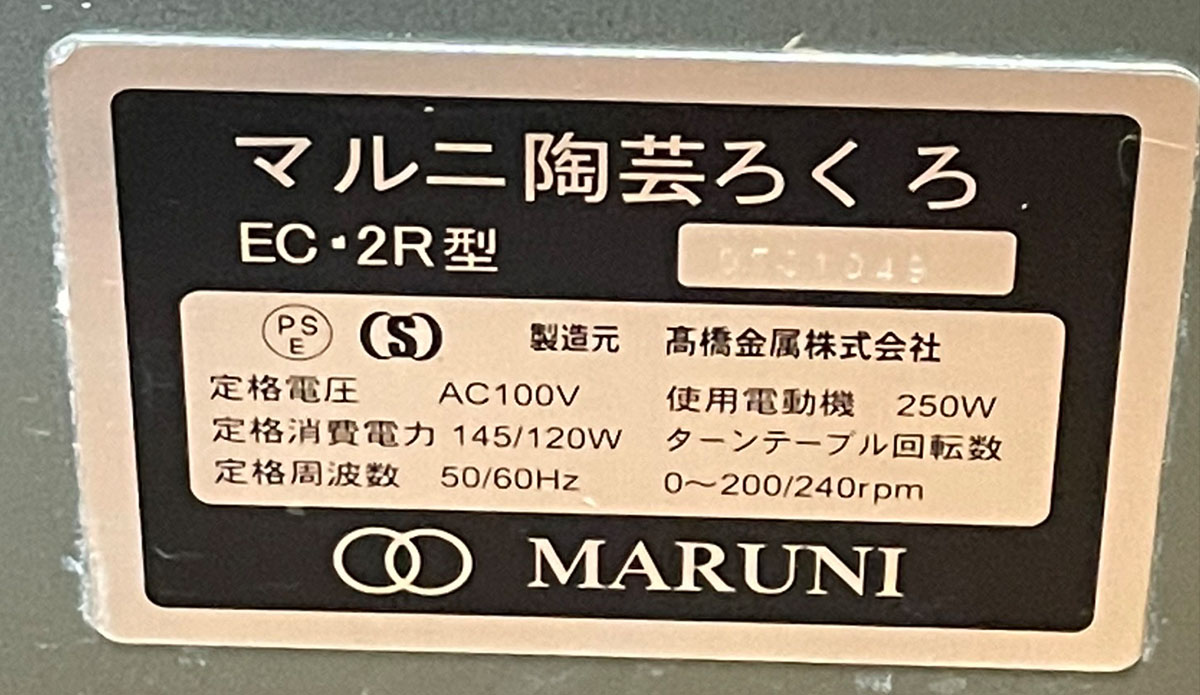 マルニ陶芸ろくろ
EC・2R型
PSE
S
製造元 髙橋金属株式会社
定格電圧 AC100V 使用電動機 250W
定格消費電力 145/120W ターンテーブル回転数
定格周波数 50/60Hz 0～200/240rpm
MARUNI